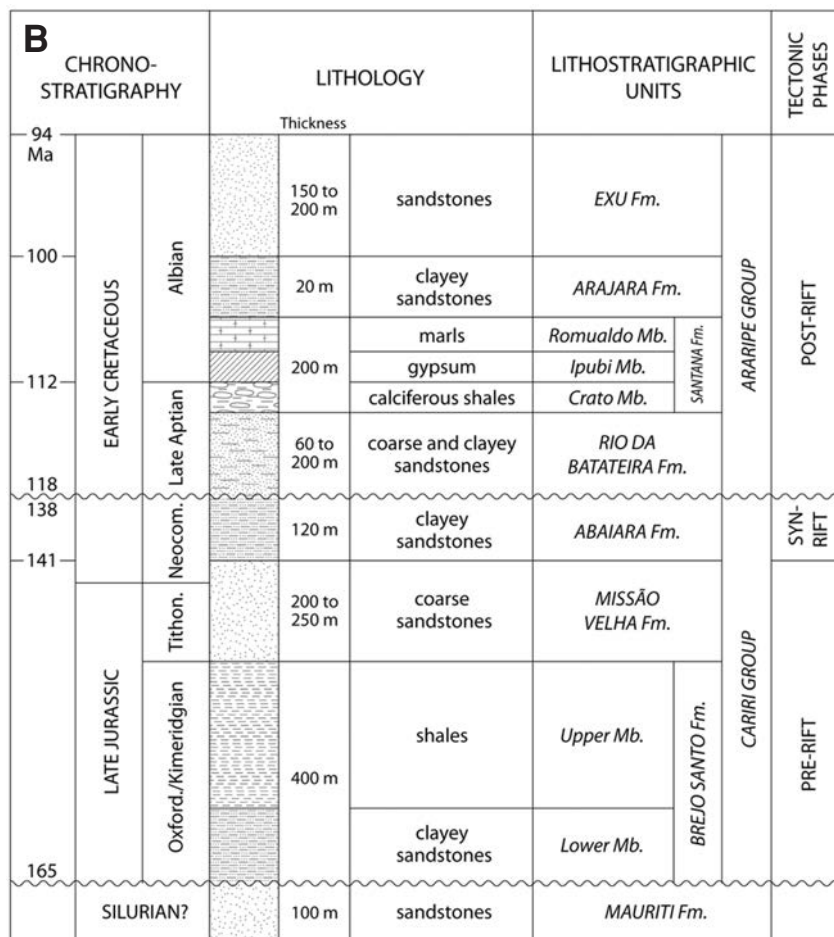 B
CHRONO-
STRATIGRAPHY
LITHOLOGY
Thickness
LITHOSTRATIGRAPHIC
UNITS
TECTONIC
PHASES
94
Ma
100
112
118
138
141
165
EARLY CRETACEOUS
LATE JURASSIC
SILURIAN?
Albian
Late Aptian
Neocom.
Tithon.
Oxford./Kimeridgian
150 to
200 m
sandstones
EXU Fm.
20 m
clayey
sandstones
ARAJARA Fm.
200 m
marls
Romualdo Mb.
gypsum
Ipubi Mb.
calciferous shales
Crato Mb.
SANTANA Fm.
60 to
200 m
coarse and clayey
sandstones
RIO DA
BATATEIRA Fm.
ARARIPE GROUP
POST-RIFT
120 m
clayey
sandstones
ABAIARA Fm.
SYN-
RIFT
200 to
250 m
coarse
sandstones
MISSÃO
VELHA Fm.
400 m
shales
Upper Mb.
clayey
sandstones
Lower Mb.
BREJO SANTO Fm.
CARIRI GROUP
PRE-RIFT
100 m
sandstones
MAURITI Fm.